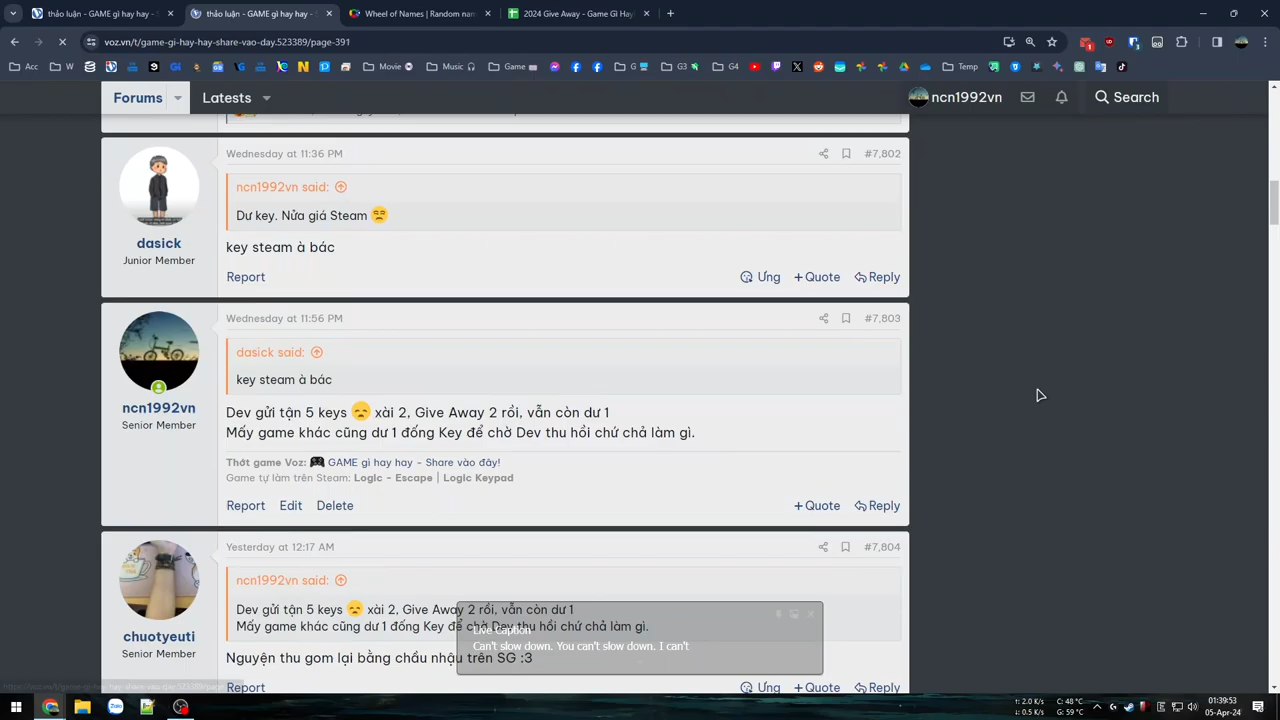 thảo luận - GAME gì hay hay -
thảo luận - GAME gì hay hay -
Wheel of Names | Random nam
2024 Give Away - Game Gì Hay
voz.vn/t/game-gi-hay-hay-share-vao-day.523389/page-391
Acc
W
Movie
Music
Game
G
G3
G4
Temp
Forums
Latests
ncn1992vn
Search
Wednesday at 11:36 PM
#7,802
ncn1992vn said:
Dư key. Nửa giá Steam
dasick
Junior Member
key steam à bác
Report
Ưng
+Quote
Reply
Wednesday at 11:56 PM
#7,803
dasick said:
key steam à bác
ncn1992vn
Senior Member
Dev gửi tận 5 keys xài 2, Give Away 2 rồi, vẫn còn dư 1
Mấy game khác cũng dư 1 đống Key để chờ Dev thu hồi chứ chả làm gì.
Thớt game Voz: GAME gì hay hay - Share vào đây!
Game tự làm trên Steam: Logic - Escape | Logic Keypad
Report
Edit
Delete
+Quote
Reply
Yesterday at 12:17 AM
#7,804
ncn1992vn said:
Dev gửi tận 5 keys xài 2, Give Away 2 rồi, vẫn còn dư 1
Mấy game khác cũng dư 1 đống Key để chờ Dev thu hồi chứ chả làm gì.
chuotyeuti
Senior Member
Nguyện thu gom lại bằng chầu nhậu trên SG :3
Live Caption
Can't slow down. You can't slow down. I can't
Report
Ưng
+Quote
Reply
2.0 K/s
0.5 K/s
C: 48 °C
G: 59 °C
01:39:53
05-Apr-24